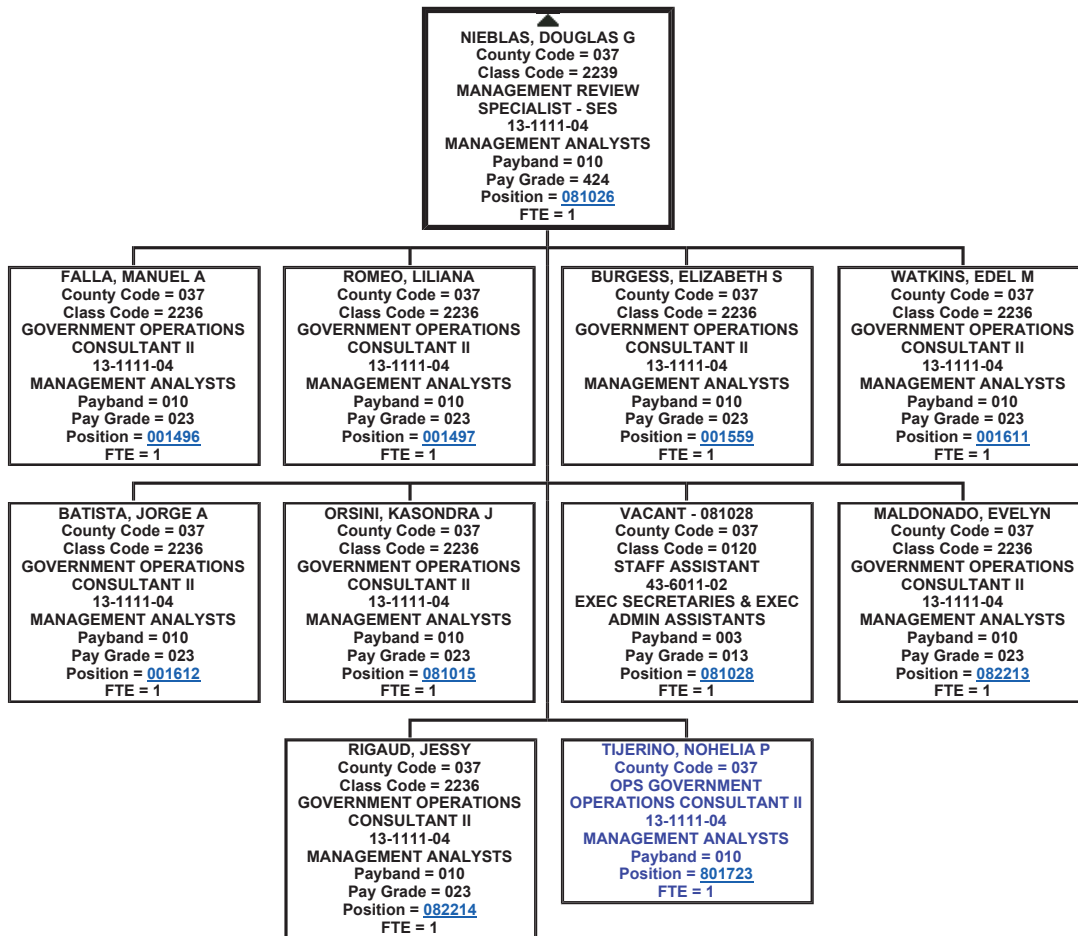 NIEBLAS, DOUGLAS G
County Code = 037
Class Code = 2239
MANAGEMENT REVIEW
SPECIALIST - SES
13-1111-04
MANAGEMENT ANALYSTS
Payband = 010
Pay Grade = 424
Position = 081026
FTE = 1
FALLA, MANUEL A
County Code = 037
Class Code = 2236
GOVERNMENT OPERATIONS
CONSULTANT II
13-1111-04
MANAGEMENT ANALYSTS
Payband = 010
Pay Grade = 023
Position = 001496
FTE = 1
ROMEO, LILIANA
County Code = 037
Class Code = 2236
GOVERNMENT OPERATIONS
CONSULTANT II
13-1111-04
MANAGEMENT ANALYSTS
Payband = 010
Pay Grade = 023
Position = 001497
FTE = 1
BURGESS, ELIZABETH S
County Code = 037
Class Code = 2236
GOVERNMENT OPERATIONS
CONSULTANT II
13-1111-04
MANAGEMENT ANALYSTS
Payband = 010
Pay Grade = 023
Position = 001559
FTE = 1
WATKINS, EDEL M
County Code = 037
Class Code = 2236
GOVERNMENT OPERATIONS
CONSULTANT II
13-1111-04
MANAGEMENT ANALYSTS
Payband = 010
Pay Grade = 023
Position = 001611
FTE = 1
BATISTA, JORGE A
County Code = 037
Class Code = 2236
GOVERNMENT OPERATIONS
CONSULTANT II
13-1111-04
MANAGEMENT ANALYSTS
Payband = 010
Pay Grade = 023
Position = 001612
FTE = 1
ORSINI, KASONDRA J
County Code = 037
Class Code = 2236
GOVERNMENT OPERATIONS
CONSULTANT II
13-1111-04
MANAGEMENT ANALYSTS
Payband = 010
Pay Grade = 023
Position = 081015
FTE = 1
VACANT - 081028
County Code = 037
Class Code = 0120
STAFF ASSISTANT
43-6011-02
EXEC SECRETARIES & EXEC
ADMIN ASSISTANTS
Payband = 003
Pay Grade = 013
Position = 081028
FTE = 1
MALDONADO, EVELYN
County Code = 037
Class Code = 2236
GOVERNMENT OPERATIONS
CONSULTANT II
13-1111-04
MANAGEMENT ANALYSTS
Payband = 010
Pay Grade = 023
Position = 082213
FTE = 1
RIGAUD, JESSY
County Code = 037
Class Code = 2236
GOVERNMENT OPERATIONS
CONSULTANT II
13-1111-04
MANAGEMENT ANALYSTS
Payband = 010
Pay Grade = 023
Position = 082214
FTE = 1
TIJERINO, NOHELIA P
County Code = 037
OPS GOVERNMENT
OPERATIONS CONSULTANT II
13-1111-04
MANAGEMENT ANALYSTS
Payband = 010
Position = 801723
FTE = 1